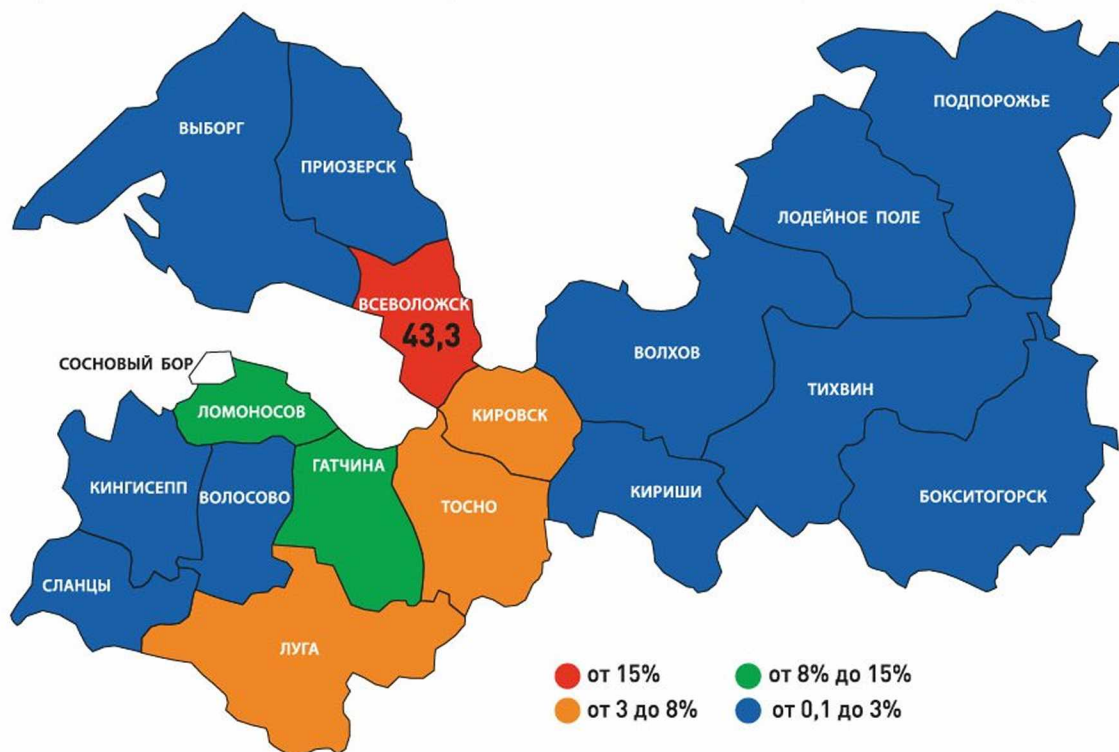 ПОДПОРОЖЬЕ
ВЫБОРГ
ПРИОЗЕРСК
ЛОДЕЙНОЕ ПОЛЕ
ВСЕВОЛОЖСК
43,3
ВОЛХОВ
СОСНОВЫЙ БОР
ТИХВИН
ЛОМОНОСОВ
КИРОВСК
ГАТЧИНА
КИНГИСЕПП
ВОЛОСОВО
КИРИШИ
БОКСИТОГОРСК
ТОСНО
СЛАНЦЫ
ЛУГА
от 15%
от 8% до 15%
от 3 до 8%
от 0,1 до 3%